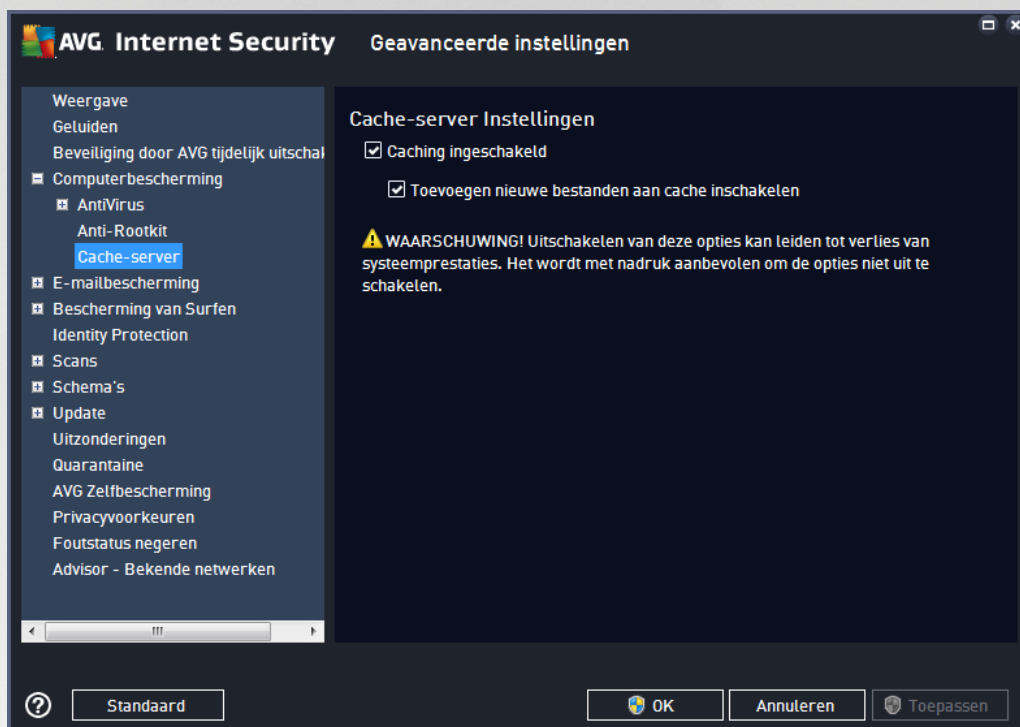 AVG. Internet Security
Geavanceerde instellingen
Weergave
Geluiden
Beveiliging door AVG tijdelijk
Computerbescherming
AntiVirus
Anti-Rootkit
Cache-server
E-mailbescherming
Bescherming van Surfen
Identity Protection
Scans
Schema's
Update
Uitzonderingen
Quarantaine
AVG Zelfbescherming
Privacyvoorkeuren
Foutstatus negeren
Advisor - Bekende netwerken
Cache-server Instellingen
Caching ingeschakeld
Toevoegen nieuwe bestanden aan cache inschakelen
WAARSCHUWING! Uitschakelen van deze opties kan leiden tot verlies van
systeemprestaties. Het wordt met nadruk aanbevolen om de opties niet uit te
schakelen.
Standaard
OK
Annuleren
Toepassen